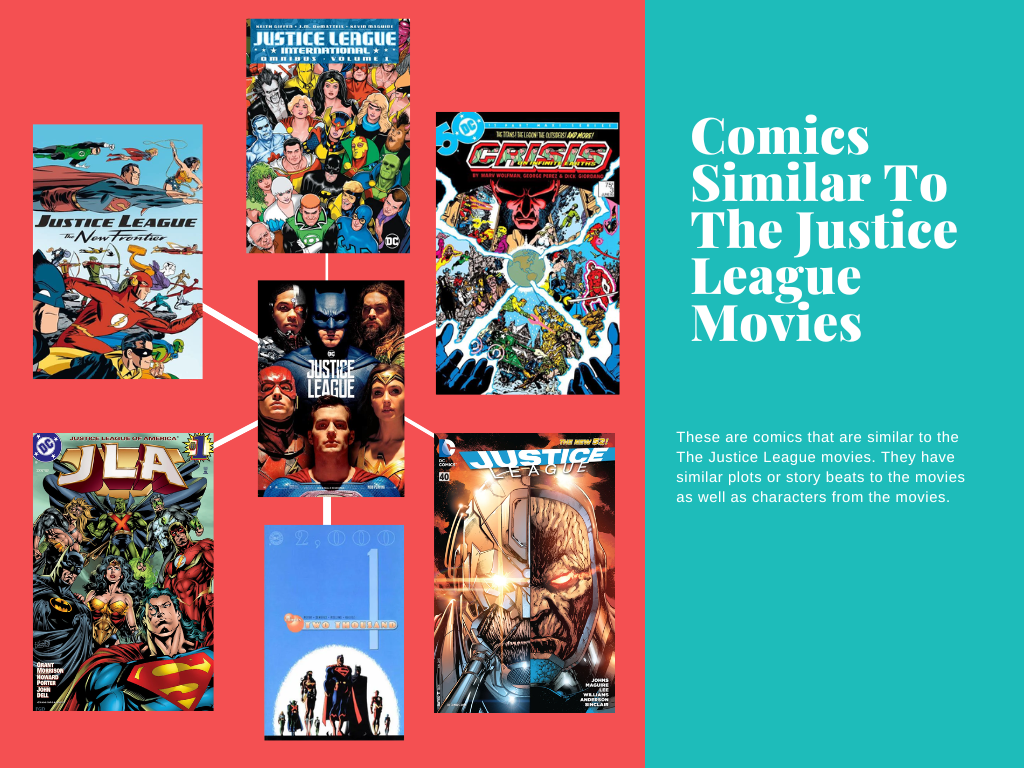 KEITH GIFFEN • J.M. DeMATTEIS • KEVIN MAGUIRE
JUSTICE LEAGUE
INTERNATIONAL
OMNIBUS • VOLUME 1
DC
JUSTICE LEAGUE
The New Frontier
DC
THE TITANS! THE LEGION! THE OUTSIDERS! AND MORE!
CRISIS
ON INFINITE EARTHS
BY MARV WOLFMAN, GEORGE PEREZ & DICK GIORDANO
DC
JUSTICE
LEAGUE
DC
JUSTICE LEAGUE OF AMERICA
#1
JLA
GRANT
MORRISON
HOWARD
PORTER
JOHN
DELL
2,000
1
TWO THOUSAND
THE NEW 52!
DC
COMICS
40
JUSTICE
LEAGUE
JOHNS
MAGUIRE
LEE
WILLIAMS
ANDERSON
SINCLAIR
Comics
Similar To
The Justice
League
Movies
These are comics that are similar to the
The Justice League movies. They have
similar plots or story beats to the movies
as well as characters from the movies.